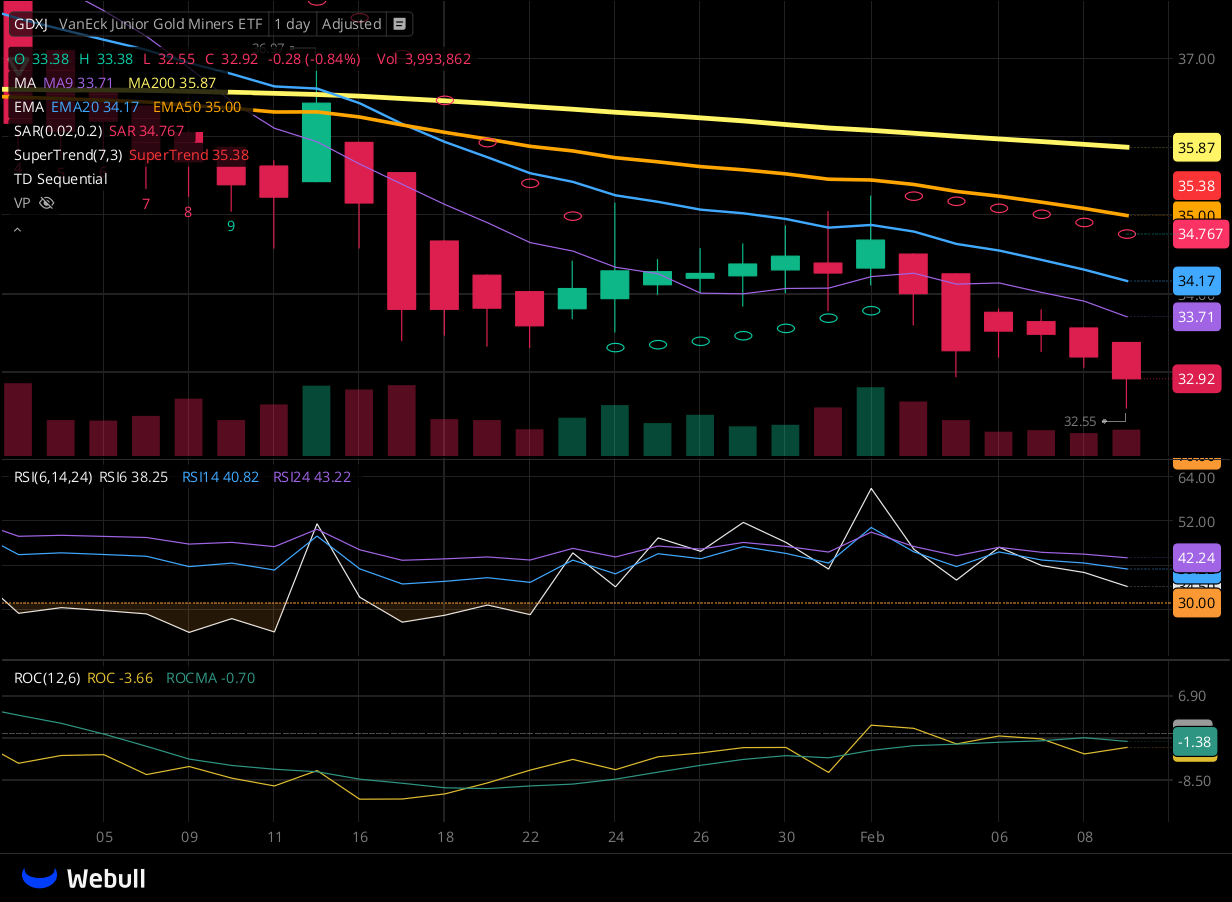 GDXJ VanEck Junior Gold Miners ETF 1 day Adjusted
O 33.38 H 33.38 L 32.55 C 32.92 -0.28 (-0.84%) Vol 3,993,862
37.00
MA MA9 33.71 MA200 35.87
EMA EMA20 34.17 EMA50 35.00
SAR(0.02,0.2) SAR 34.767
SuperTrend(7,3) SuperTrend 35.38
TD Sequential
VP
7
8
9
35.87
35.38
35.00
34.767
34.17
33.71
32.92
32.55
RSI(6,14,24) RSI6 38.25 RSI14 40.82 RSI24 43.22
64.00
52.00
42.24
30.00
ROC(12,6) ROC -3.66 ROCMA -0.70
6.90
-1.38
-8.50
05 09 11 16 18 22 24 26 30 Feb 06 08
Webull